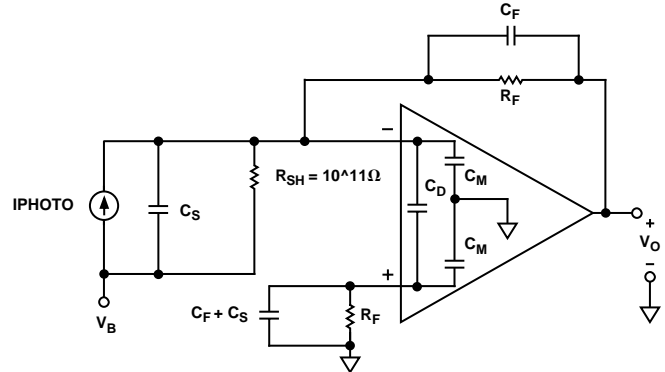 C_F
R_F
−
R_SH = 10^11Ω
C_M
IPHOTO
C_S
C_D
+
V_O
−
C_M
+
V_B
C_F + C_S
R_F